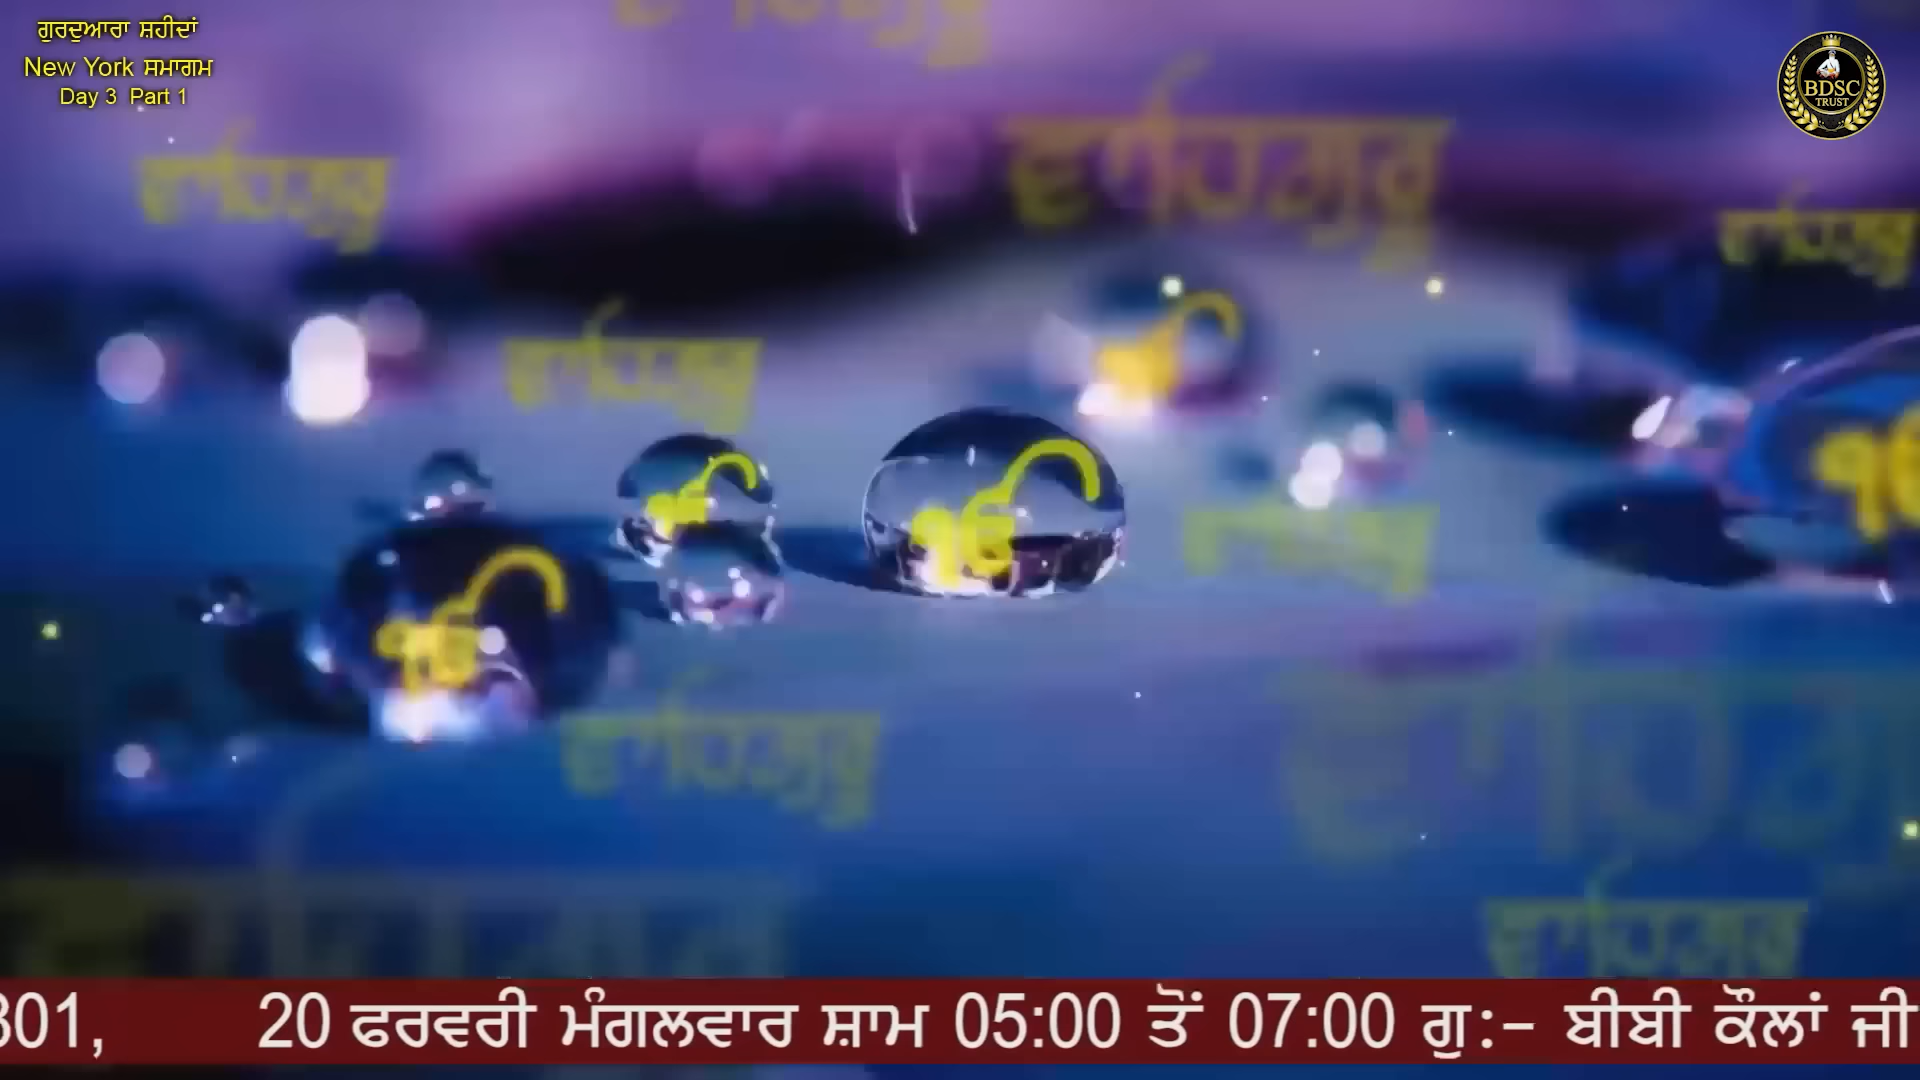 ਗੁਰਦੁਆਰਾ ਸ਼ਹੀਦਾਂ
New York ਸਮਾਗਮ
Day 3 Part 1
BDSC
TRUST
ਵਾਹਿਗੁਰੂ
ਵਾਹਿਗੁਰੂ
ਵਾਹਿਗੁਰੂ
ਵਾਹਿਗੁਰੂ
ੴ
ੴ
ੴ
ੴ
ੴ
ਵਾਹਿਗੁਰੂ
ਵਾਹਿਗੁਰੂ
ਵਾਹਿਗੁਰੂ
301, 20 ਫਰਵਰੀ ਮੰਗਲਵਾਰ ਸ਼ਾਮ 05:00 ਤੋਂ 07:00 ਗੁ:- ਬੀਬੀ ਕੌਲਾਂ ਜੀ